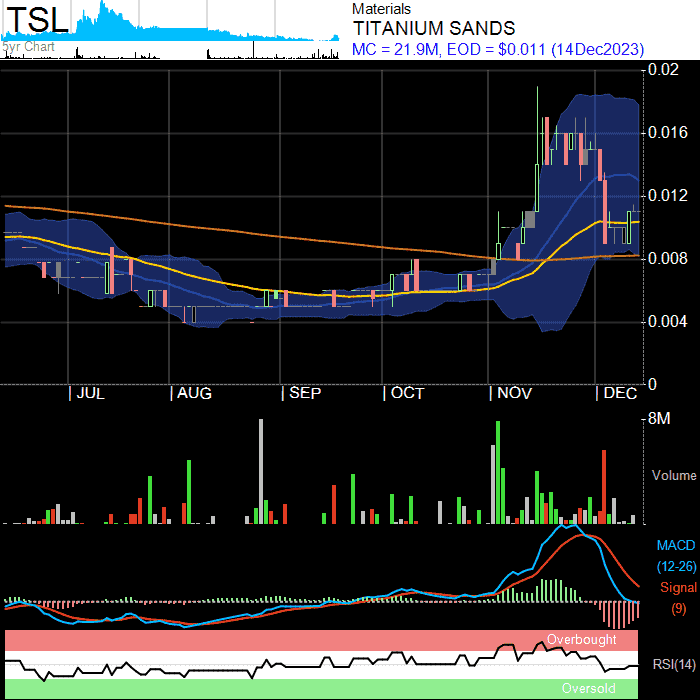 TSL
5yr Chart
Materials
TITANIUM SANDS
MC = 21.9M, EOD = $0.011 (14Dec2023)
0.02
0.016
0.012
0.008
0.004
0
JUL
AUG
SEP
OCT
NOV
DEC
8M
Volume
MACD
(12-26)
Signal
(9)
Overbought
RSI(14)
Oversold